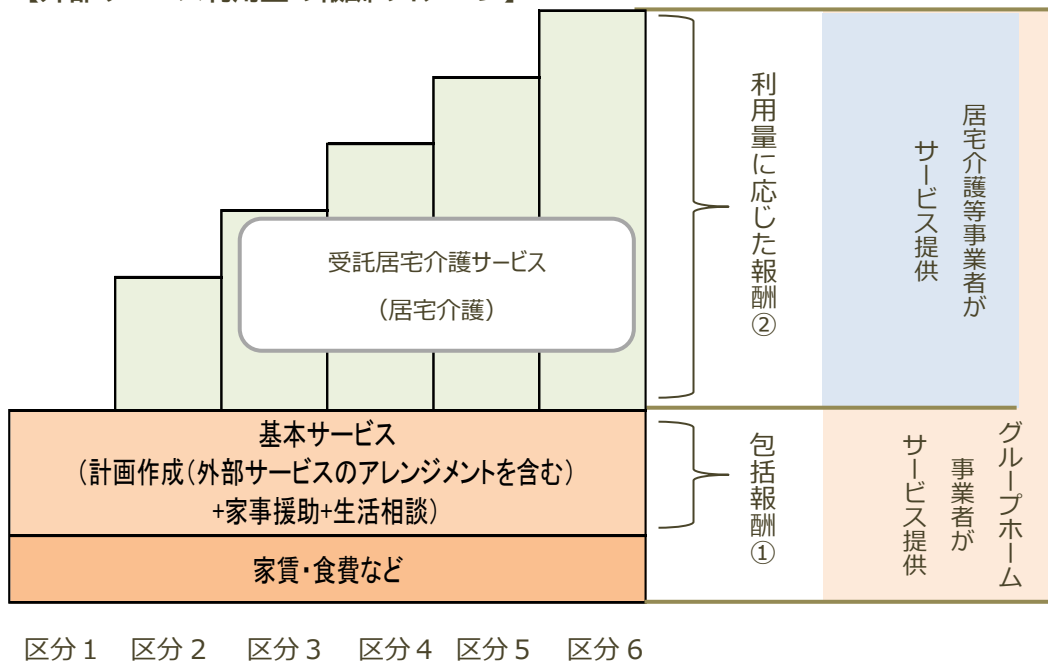 受託居宅介護サービス
（居宅介護）
基本サービス
（計画作成（外部サービスのアレンジメントを含む）
+家事援助+生活相談）
家賃・食費など
利用量に応じた報酬②
包括報酬①
居宅介護等事業者が
サービス提供
グループホーム
事業者が
サービス提供
区分１ 区分２ 区分３ 区分４ 区分５ 区分６